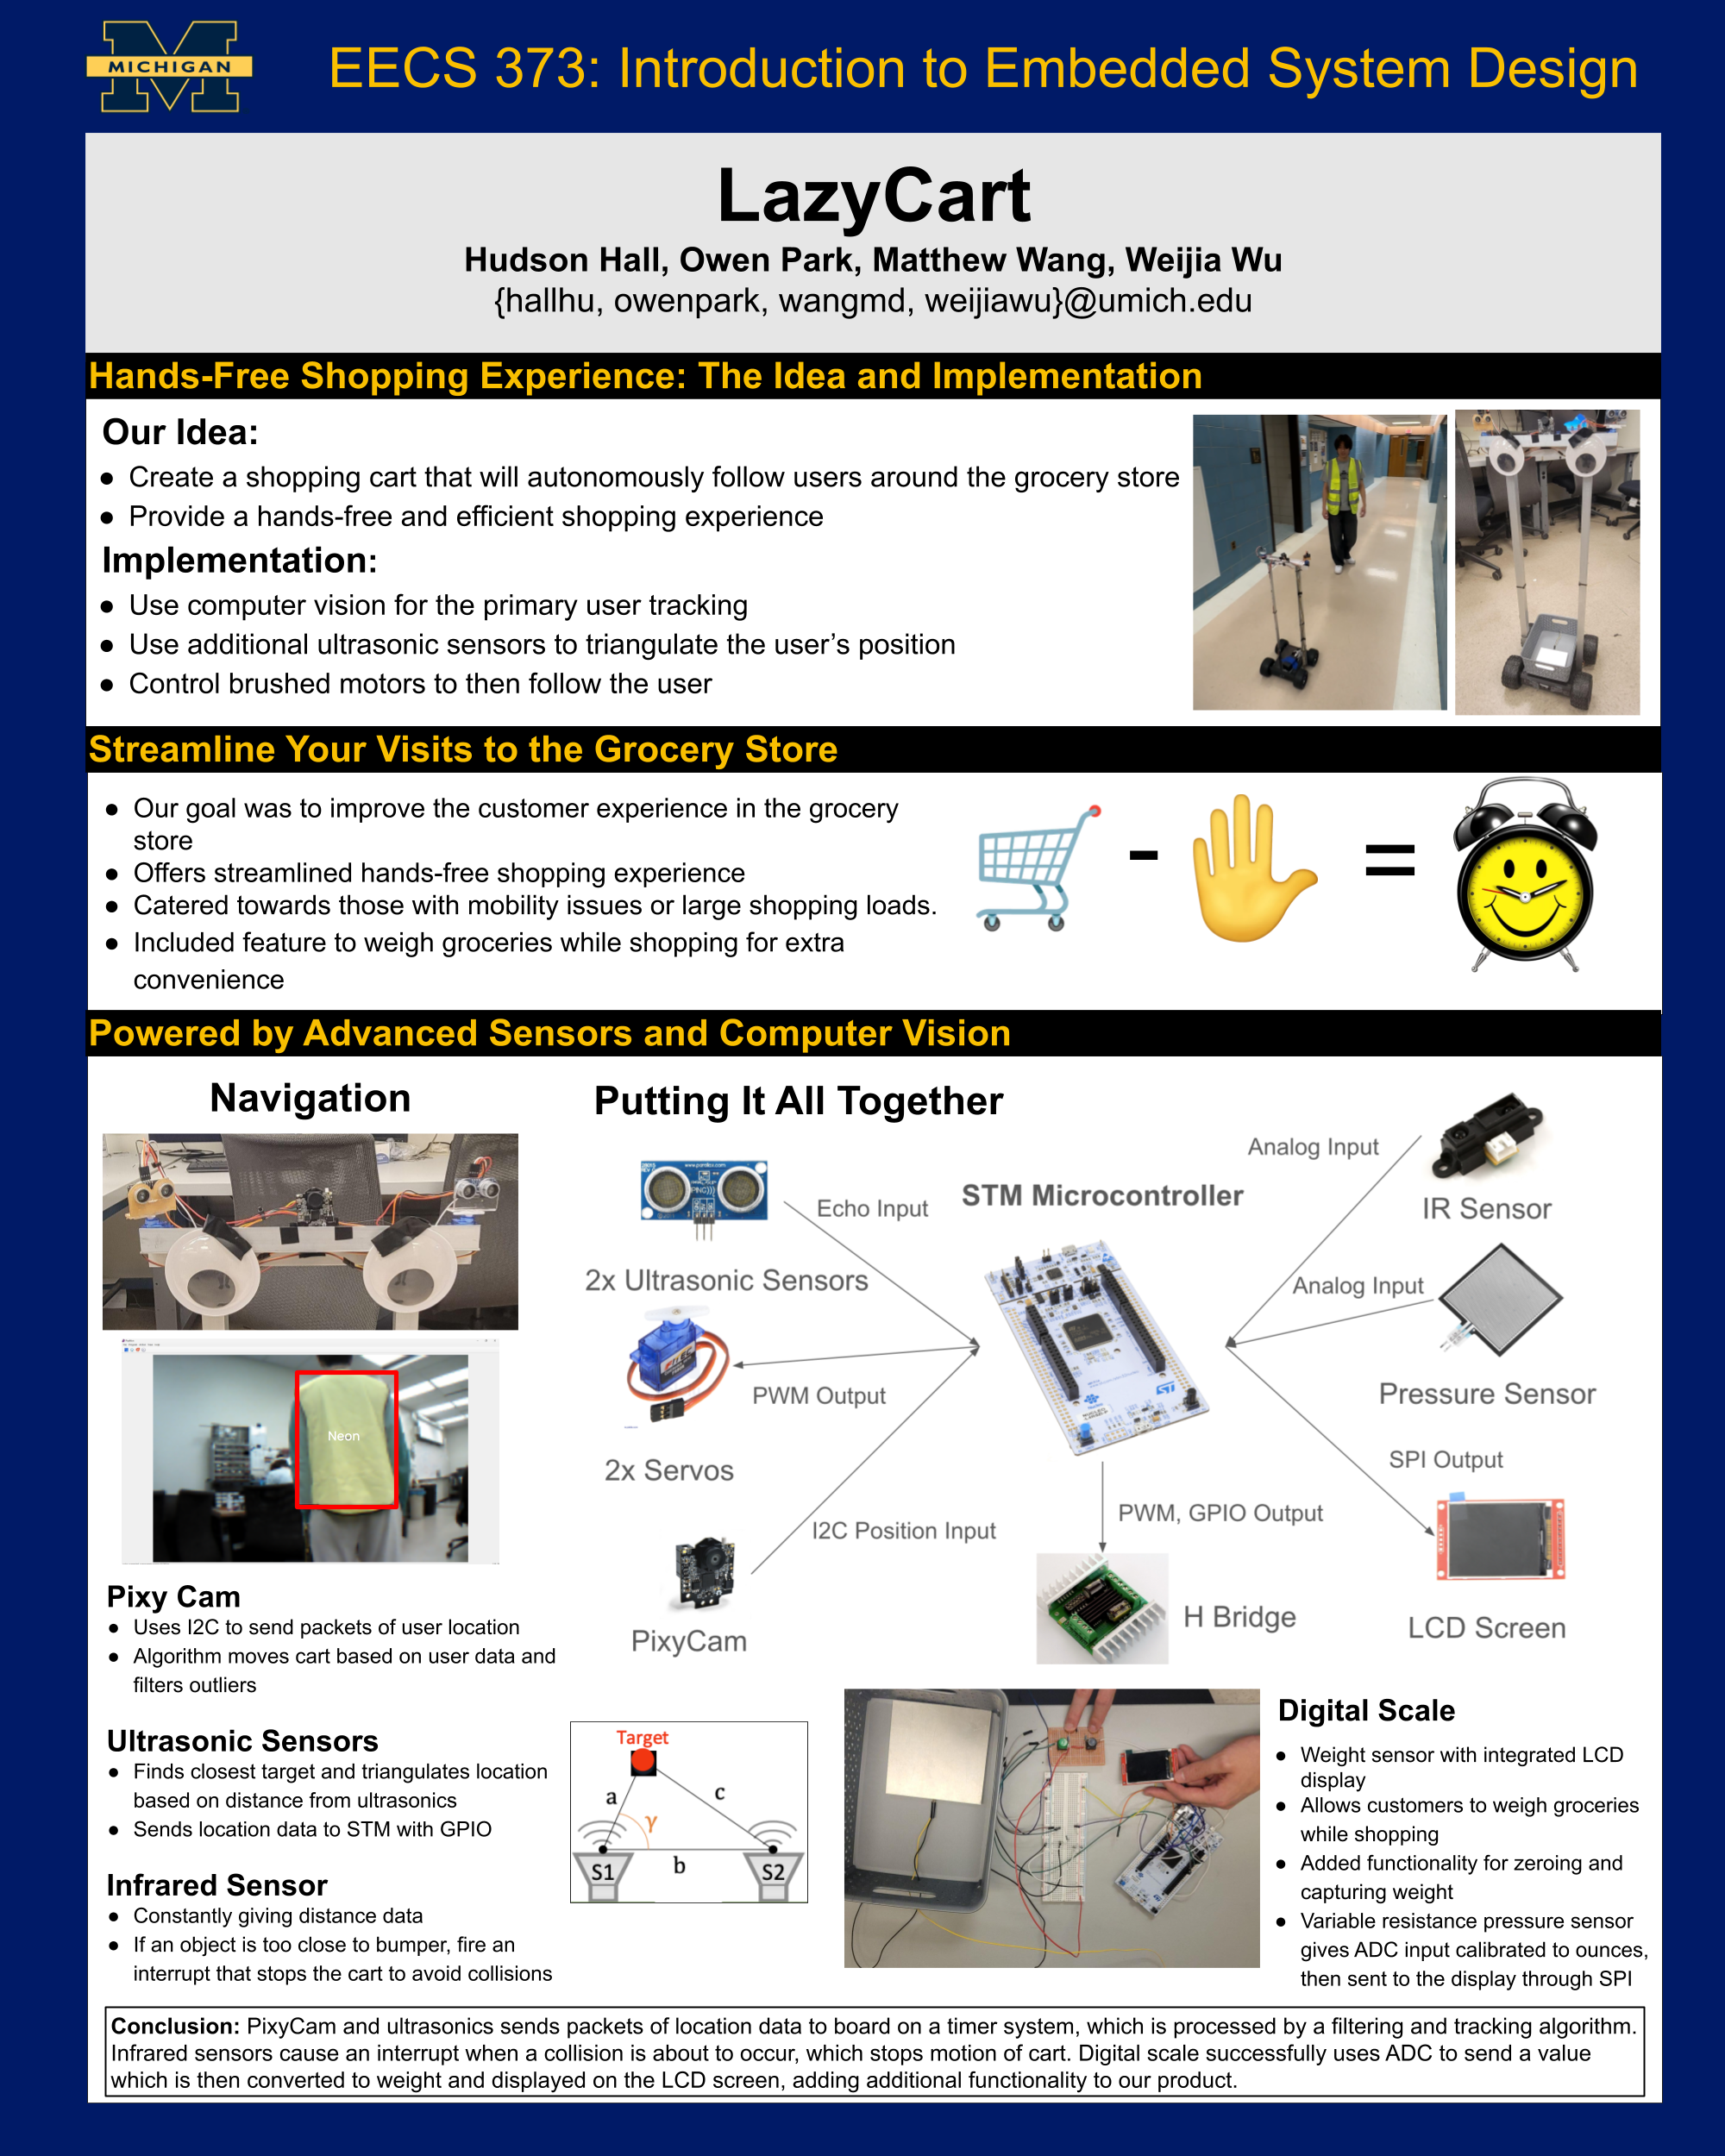 MICHIGAN
EECS 373: Introduction to Embedded System Design
LazyCart
Hudson Hall, Owen Park, Matthew Wang, Weijia Wu
{hallhu, owenpark, wangmd, weijiawu}@umich.edu
Hands-Free Shopping Experience: The Idea and Implementation
Our Idea:
● Create a shopping cart that will autonomously follow users around the grocery store
● Provide a hands-free and efficient shopping experience
Implementation:
● Use computer vision for the primary user tracking
● Use additional ultrasonic sensors to triangulate the user’s position
● Control brushed motors to then follow the user
Streamline Your Visits to the Grocery Store
● Our goal was to improve the customer experience in the grocery
store
● Offers streamlined hands-free shopping experience
● Catered towards those with mobility issues or large shopping loads.
● Included feature to weigh groceries while shopping for extra
convenience
- =
Powered by Advanced Sensors and Computer Vision
Navigation
Neon
Pixy Cam
● Uses I2C to send packets of user location
● Algorithm moves cart based on user data and
filters outliers
Ultrasonic Sensors
● Finds closest target and triangulates location
based on distance from ultrasonics
● Sends location data to STM with GPIO
Infrared Sensor
● Constantly giving distance data
● If an object is too close to bumper, fire an
interrupt that stops the cart to avoid collisions
Putting It All Together
STM Microcontroller
Echo Input
2x Ultrasonic Sensors
PWM Output
2x Servos
I2C Position Input
PixyCam
PWM, GPIO Output
H Bridge
Analog Input
IR Sensor
Analog Input
Pressure Sensor
SPI Output
LCD Screen
Target
a
c
γ
b
S1
S2
Digital Scale
● Weight sensor with integrated LCD
display
● Allows customers to weigh groceries
while shopping
● Added functionality for zeroing and
capturing weight
● Variable resistance pressure sensor
gives ADC input calibrated to ounces,
then sent to the display through SPI
Conclusion: PixyCam and ultrasonics sends packets of location data to board on a timer system, which is processed by a filtering and tracking algorithm.
Infrared sensors cause an interrupt when a collision is about to occur, which stops motion of cart. Digital scale successfully uses ADC to send a value
which is then converted to weight and displayed on the LCD screen, adding additional functionality to our product.